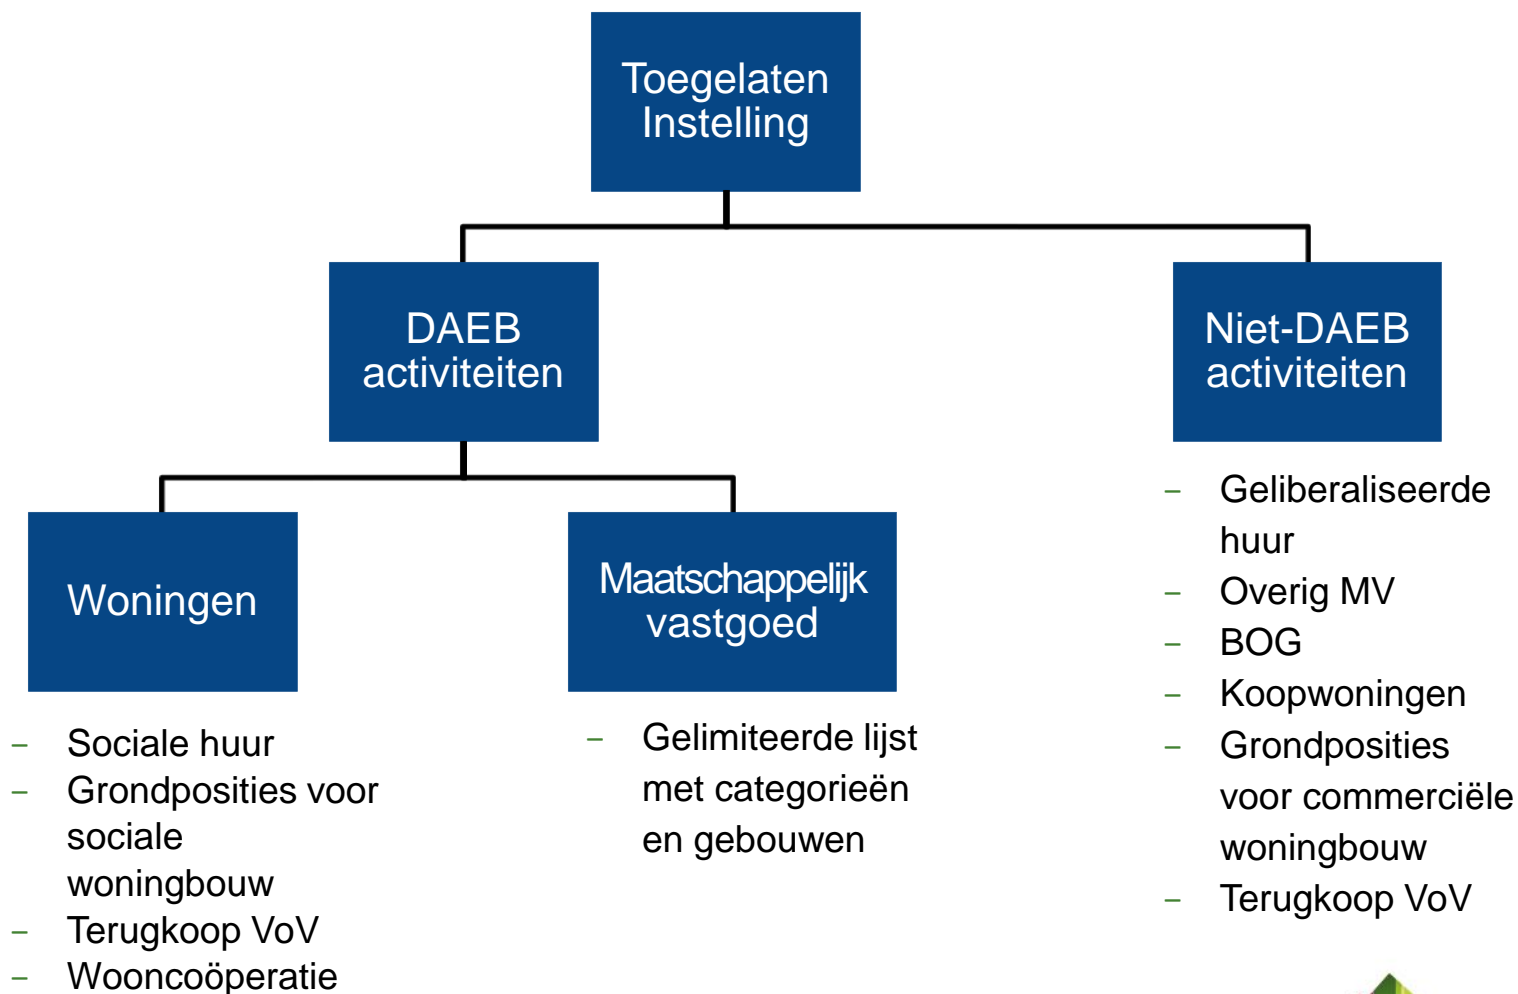 Toegelaten
Instelling
DAEB
activiteiten
Niet-DAEB
activiteiten
Woningen
Maatschappelijk
vastgoed
– Sociale huur
– Grondposities voor
sociale
woningbouw
– Terugkoop VoV
– Wooncoöperatie
– Gelimiteerde lijst
met categorieën
en gebouwen
– Geliberaliseerde
huur
– Overig MV
– BOG
– Koopwoningen
– Grondposities
voor commerciële
woningbouw
– Terugkoop VoV